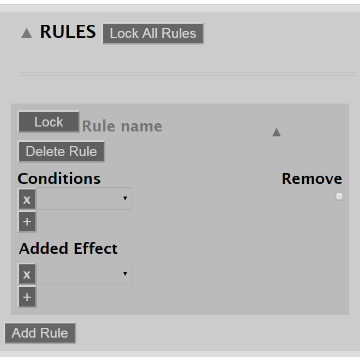 ▲ RULES Lock All Rules
Lock Rule name ▲
Delete Rule
Conditions Remove
x ▾
+
Added Effect
x ▾
+
Add Rule